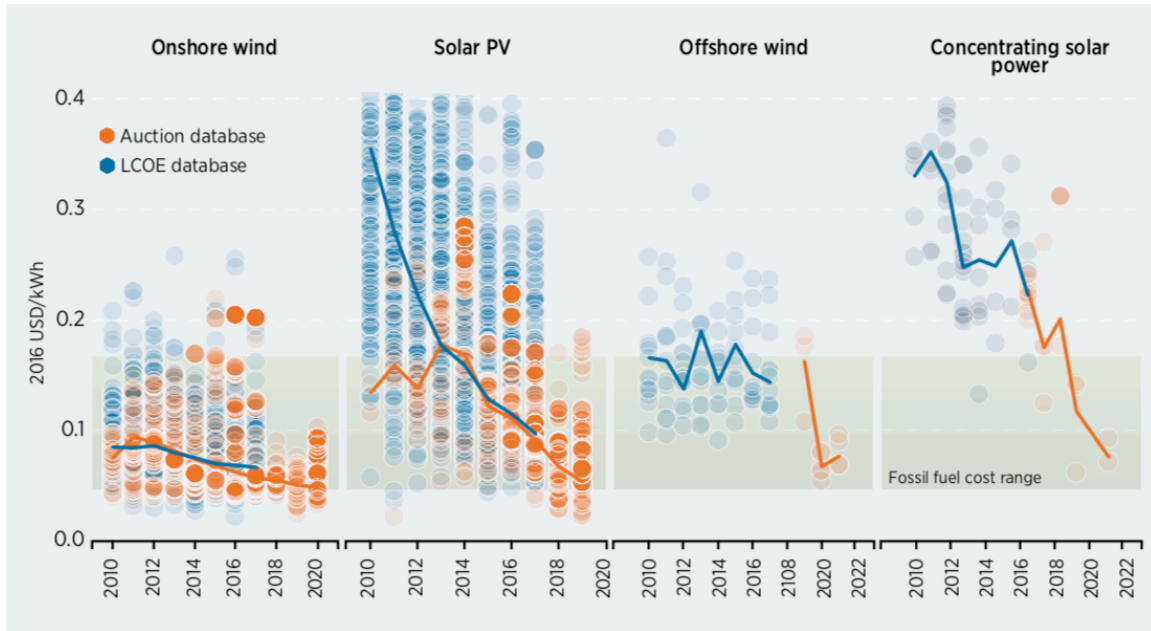 Onshore wind
Solar PV
Offshore wind
Concentrating solar
power
2016 USD/kWh
0.4
0.3
0.2
0.1
0.0
Auction database
LCOE database
Fossil fuel cost range
2010 2012 2014 2016 2018 2020
2010 2012 2014 2016 2018 2020
2010 2012 2014 2016 2108 2020 2022
2010 2012 2014 2016 2018 2020 2022